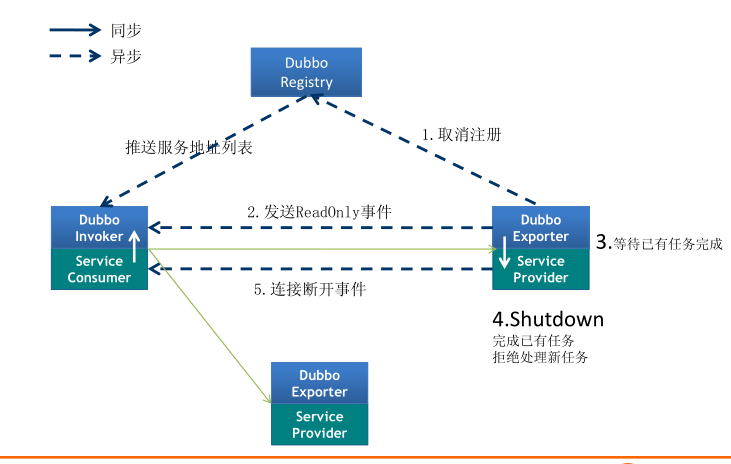 同步
异步
Dubbo
Registry
1.取消注册
推送服务地址列表
2.发送ReadOnly事件
Dubbo
Invoker
Service
Consumer
Dubbo
Exporter
Service
Provider
3.等待已有任务完成
5.连接断开事件
4.Shutdown
完成已有任务
拒绝处理新任务
Dubbo
Exporter
Service
Provider